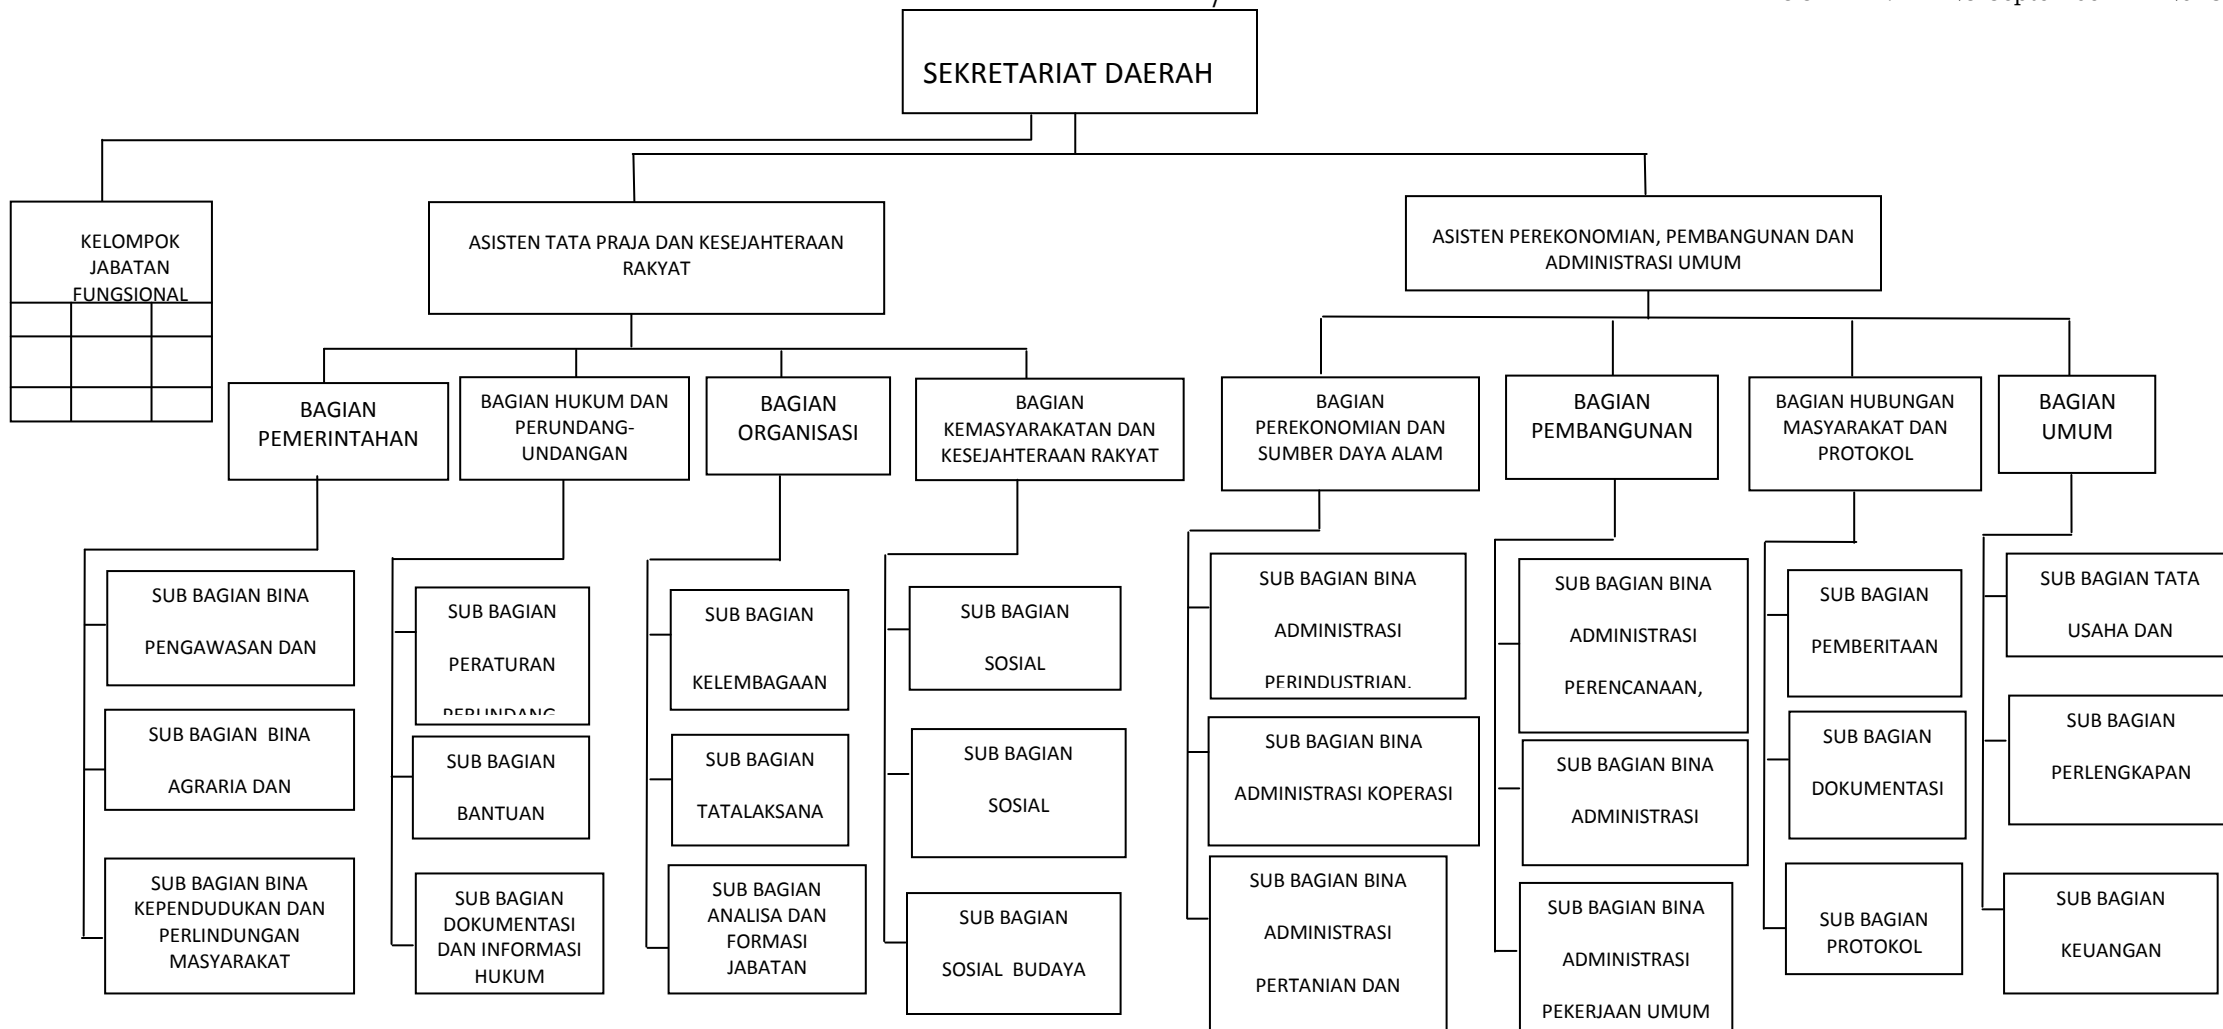 SEKRETARIAT DAERAH
KELOMPOK
JABATAN
FUNGSIONAL
ASISTEN TATA PRAJA DAN KESEJAHTERAAN
RAKYAT
ASISTEN PEREKONOMIAN, PEMBANGUNAN DAN
ADMINISTRASI UMUM
BAGIAN
PEMERINTAHAN
BAGIAN HUKUM DAN
PERUNDANG-
UNDANGAN
BAGIAN
ORGANISASI
BAGIAN
KEMASYARAKATAN DAN
KESEJAHTERAAN RAKYAT
BAGIAN
PEREKONOMIAN DAN
SUMBER DAYA ALAM
BAGIAN
PEMBANGUNAN
BAGIAN HUBUNGAN
MASYARAKAT DAN
PROTOKOL
BAGIAN
UMUM
SUB BAGIAN BINA
PENGAWASAN DAN
SUB BAGIAN BINA
AGRARIA DAN
SUB BAGIAN BINA
KEPENDUDUKAN DAN
PERLINDUNGAN
MASYARAKAT
SUB BAGIAN
PERATURAN
PERUNDANG-
SUB BAGIAN
BANTUAN
SUB BAGIAN
DOKUMENTASI
DAN INFORMASI
HUKUM
SUB BAGIAN
KELEMBAGAAN
SUB BAGIAN
TATALAKSANA
SUB BAGIAN
ANALISA DAN
FORMASI
JABATAN
SUB BAGIAN
SOSIAL
SUB BAGIAN
SOSIAL
SUB BAGIAN
SOSIAL BUDAYA
SUB BAGIAN BINA
ADMINISTRASI
PERINDUSTRIAN,
SUB BAGIAN BINA
ADMINISTRASI KOPERASI
SUB BAGIAN BINA
ADMINISTRASI
PERTANIAN DAN
SUB BAGIAN BINA
ADMINISTRASI
PERENCANAAN,
SUB BAGIAN BINA
ADMINISTRASI
SUB BAGIAN BINA
ADMINISTRASI
PEKERJAAN UMUM
SUB BAGIAN
PEMBERITAAN
SUB BAGIAN
DOKUMENTASI
SUB BAGIAN
PROTOKOL
SUB BAGIAN TATA
USAHA DAN
SUB BAGIAN
PERLENGKAPAN
SUB BAGIAN
KEUANGAN